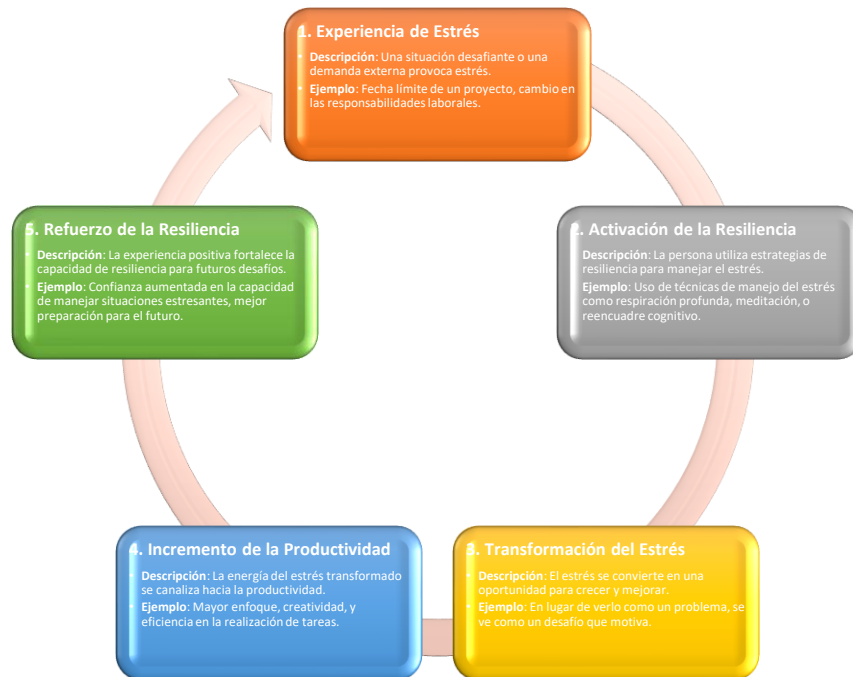 1. Experiencia de Estrés
• Descripción: Una situación desafiante o una
demanda externa provoca estrés.
• Ejemplo: Fecha límite de un proyecto, cambio en
las responsabilidades laborales.
2. Activación de la Resiliencia
• Descripción: La persona utiliza estrategias de
resiliencia para manejar el estrés.
• Ejemplo: Uso de técnicas de manejo del estrés
como respiración profunda, meditación, o
reencuadre cognitivo.
3. Transformación del Estrés
• Descripción: El estrés se convierte en una
oportunidad para crecer y mejorar.
• Ejemplo: En lugar de verlo como un problema, se
ve como un desafío que motiva.
4. Incremento de la Productividad
• Descripción: La energía del estrés transformado
se canaliza hacia la productividad.
• Ejemplo: Mayor enfoque, creatividad, y
eficiencia en la realización de tareas.
5. Refuerzo de la Resiliencia
• Descripción: La experiencia positiva fortalece la
capacidad de resiliencia para futuros desafíos.
• Ejemplo: Confianza aumentada en la capacidad
de manejar situaciones estresantes, mejor
preparación para el futuro.